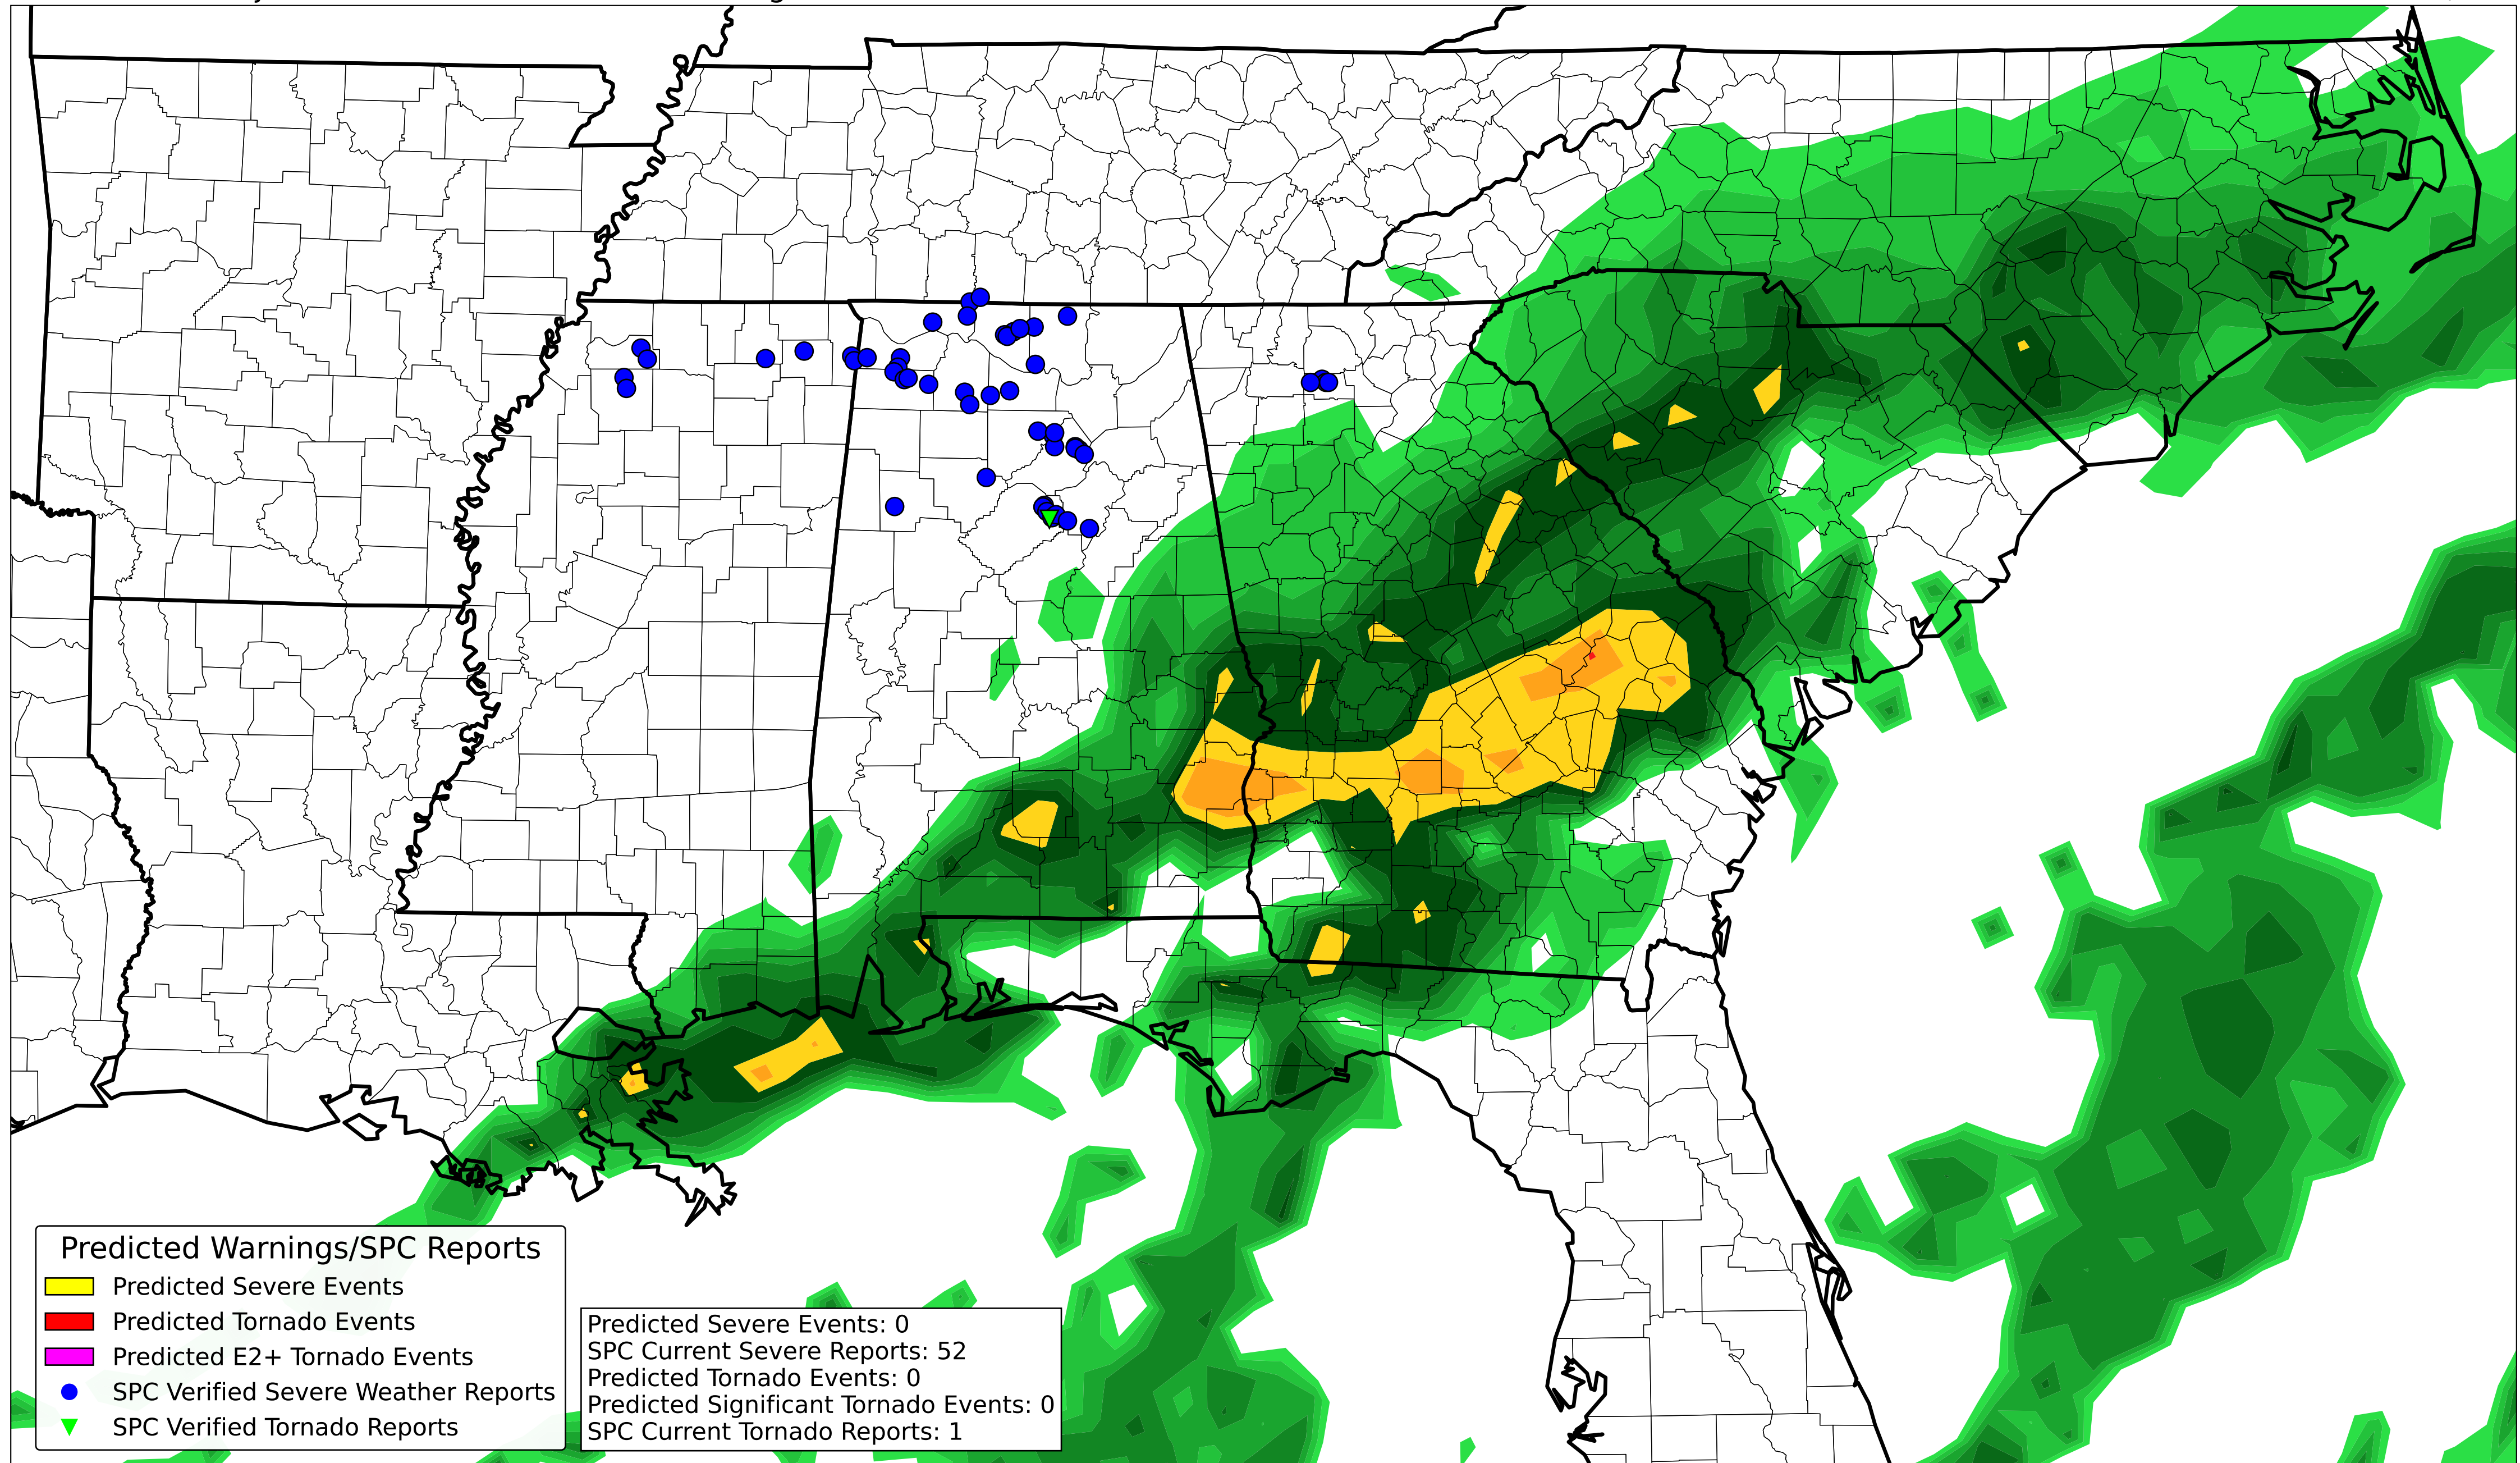 Predicted Warnings/SPC Reports
Predicted Severe Events
Predicted Tornado Events
Predicted E2+ Tornado Events
SPC Verified Severe Weather Reports
SPC Verified Tornado Reports
Predicted Severe Events: 0
SPC Current Severe Reports: 52
Predicted Tornado Events: 0
Predicted Significant Tornado Events: 0
SPC Current Tornado Reports: 1